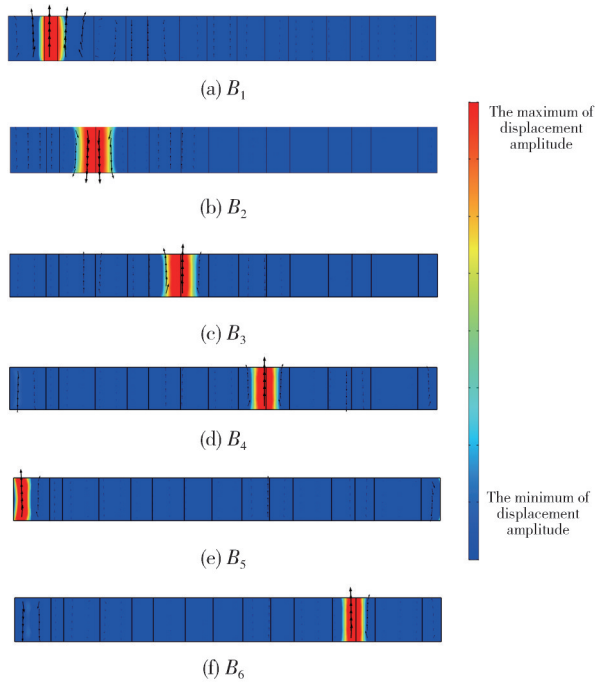 (a) B₁
The maximum of
displacement
amplitude
(b) B₂
(c) B₃
(d) B₄
The minimum of
displacement
amplitude
(e) B₅
(f) B₆